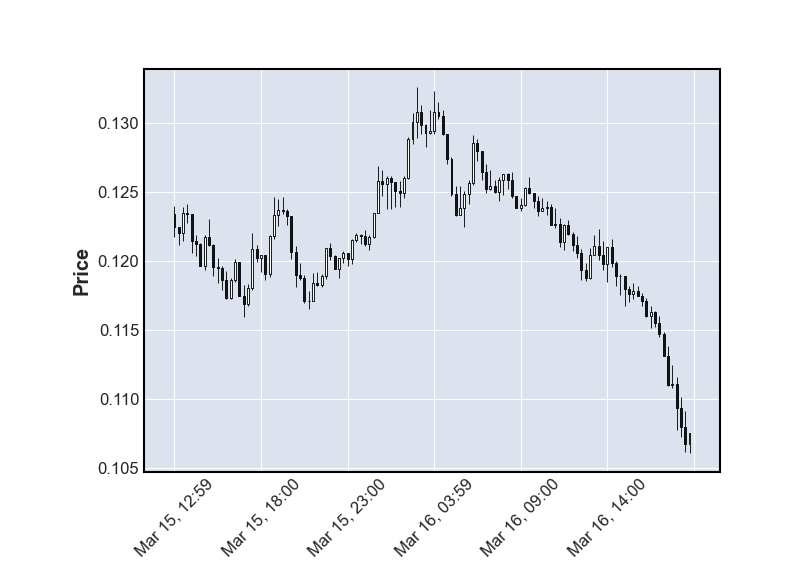 0.130
0.125
0.120
0.115
0.110
0.105
Price
Mar 15, 12:59
Mar 15, 18:00
Mar 15, 23:00
Mar 16, 03:59
Mar 16, 09:00
Mar 16, 14:00